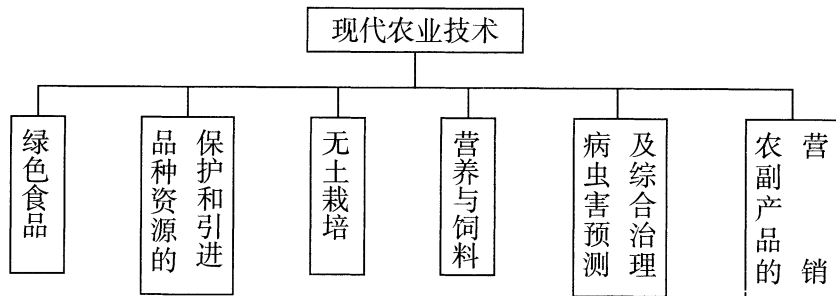 现代农业技术
绿色食品
品种资源的
保护和引进
无土栽培
营养与饲料
病虫害预测
及综合治理
农副产品的
营销